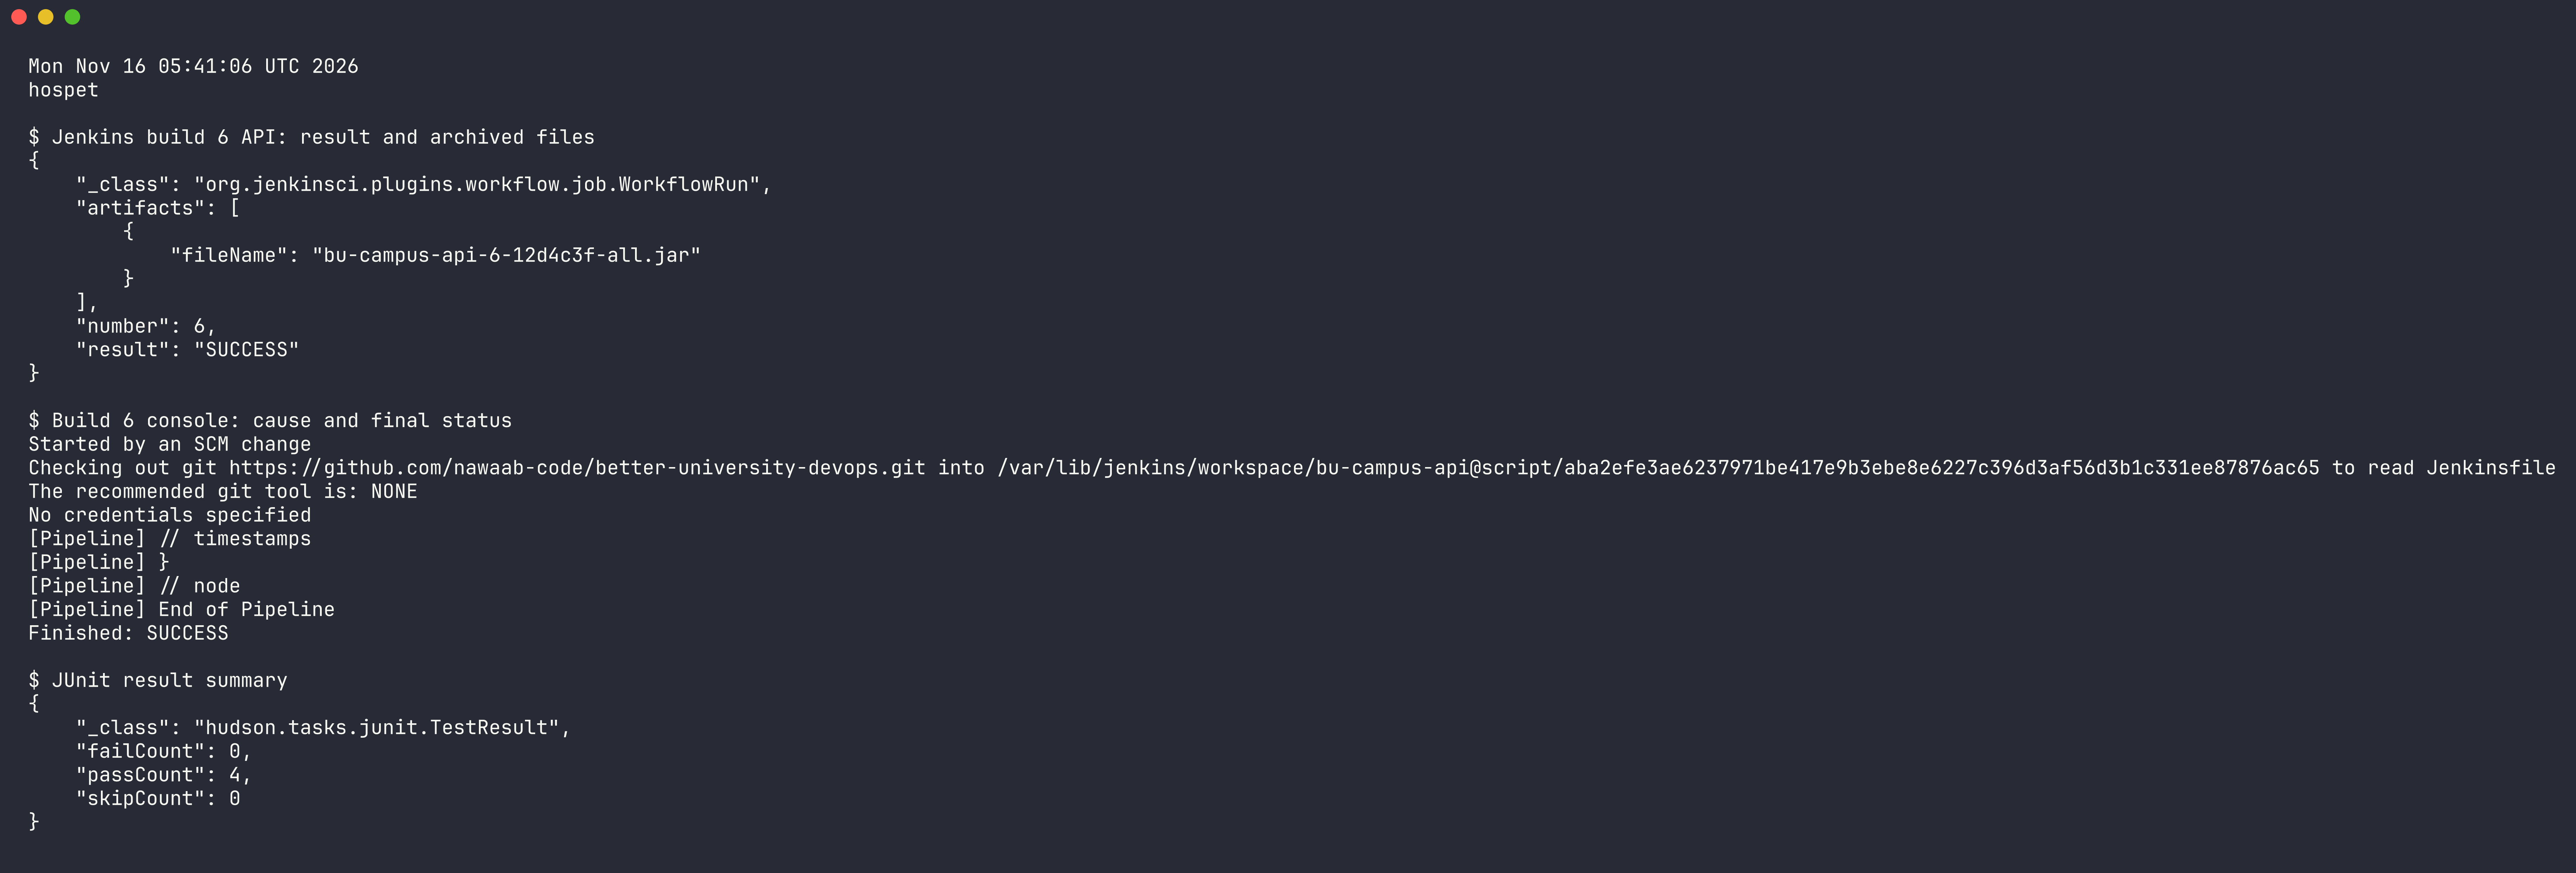 Mon Nov 16 05:41:06 UTC 2026
hospet

$ Jenkins build 6 API: result and archived files
{
    "_class": "org.jenkinsci.plugins.workflow.job.WorkflowRun",
    "artifacts": [
        {
            "fileName": "bu-campus-api-6-12d4c3f-all.jar"
        }
    ],
    "number": 6,
    "result": "SUCCESS"
}

$ Build 6 console: cause and final status
Started by an SCM change
Checking out git https://github.com/nawaab-code/better-university-devops.git into /var/lib/jenkins/workspace/bu-campus-api@script/aba2efe3ae6237971be417e9b3ebe8e6227c396d3af56d3b1c331ee87876ac65 to read Jenkinsfile
The recommended git tool is: NONE
No credentials specified
[Pipeline] // timestamps
[Pipeline] }
[Pipeline] // node
[Pipeline] End of Pipeline
Finished: SUCCESS

$ JUnit result summary
{
    "_class": "hudson.tasks.junit.TestResult",
    "failCount": 0,
    "passCount": 4,
    "skipCount": 0
}